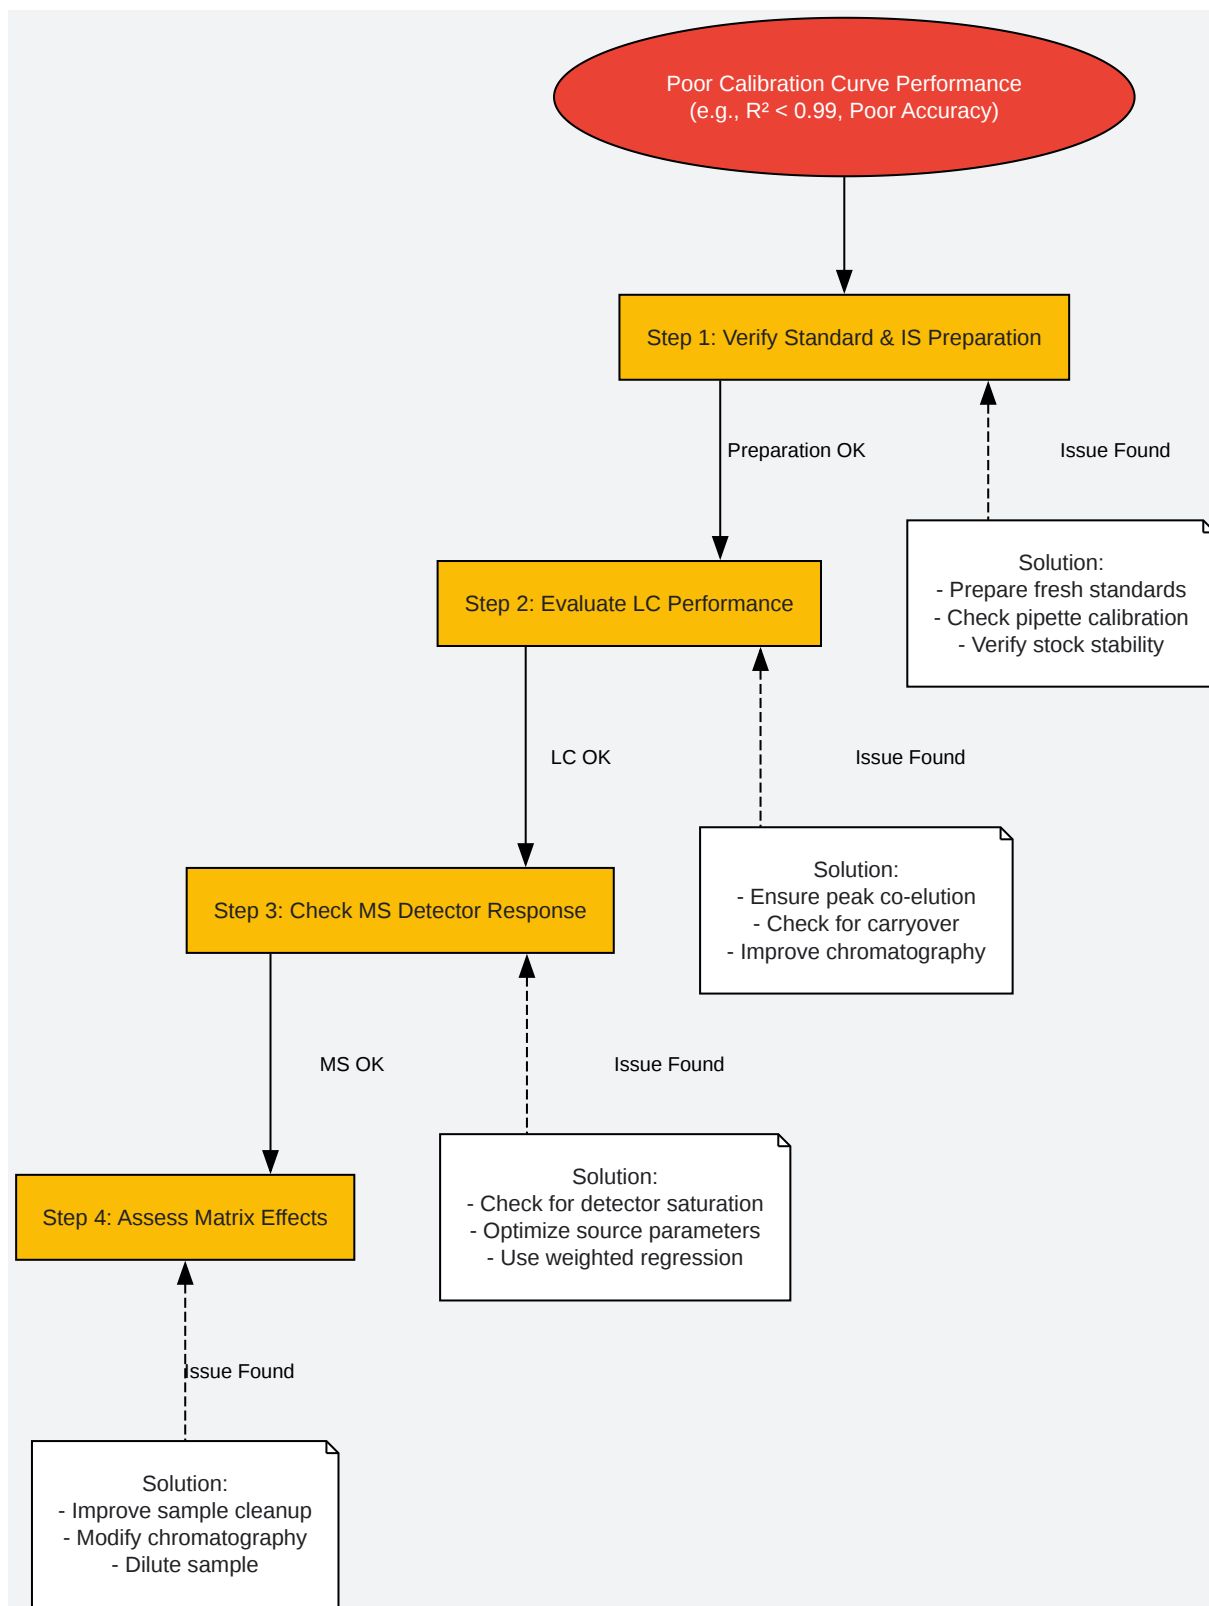 Poor Calibration Curve Performance
(e.g., R² < 0.99, Poor Accuracy)
Step 1: Verify Standard & IS Preparation
Preparation OK
Issue Found
Solution:
- Prepare fresh standards
- Check pipette calibration
- Verify stock stability
Step 2: Evaluate LC Performance
LC OK
Issue Found
Solution:
- Ensure peak co-elution
- Check for carryover
- Improve chromatography
Step 3: Check MS Detector Response
MS OK
Issue Found
Solution:
- Check for detector saturation
- Optimize source parameters
- Use weighted regression
Step 4: Assess Matrix Effects
Issue Found
Solution:
- Improve sample cleanup
- Modify chromatography
- Dilute sample